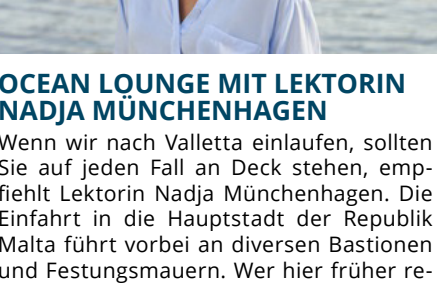 OCEAN LOUNGE MIT LEKTORIN
NADJA MÜNCHENHAGEN
Wenn wir nach Valletta einlaufen, sollten
Sie auf jeden Fall an Deck stehen, emp-
fiehlt Lektorin Nadja Münchenhagen. Die
Einfahrt in die Hauptstadt der Republik
Malta führt vorbei an diversen Bastionen
und Festungsmauern. Wer hier früher re-